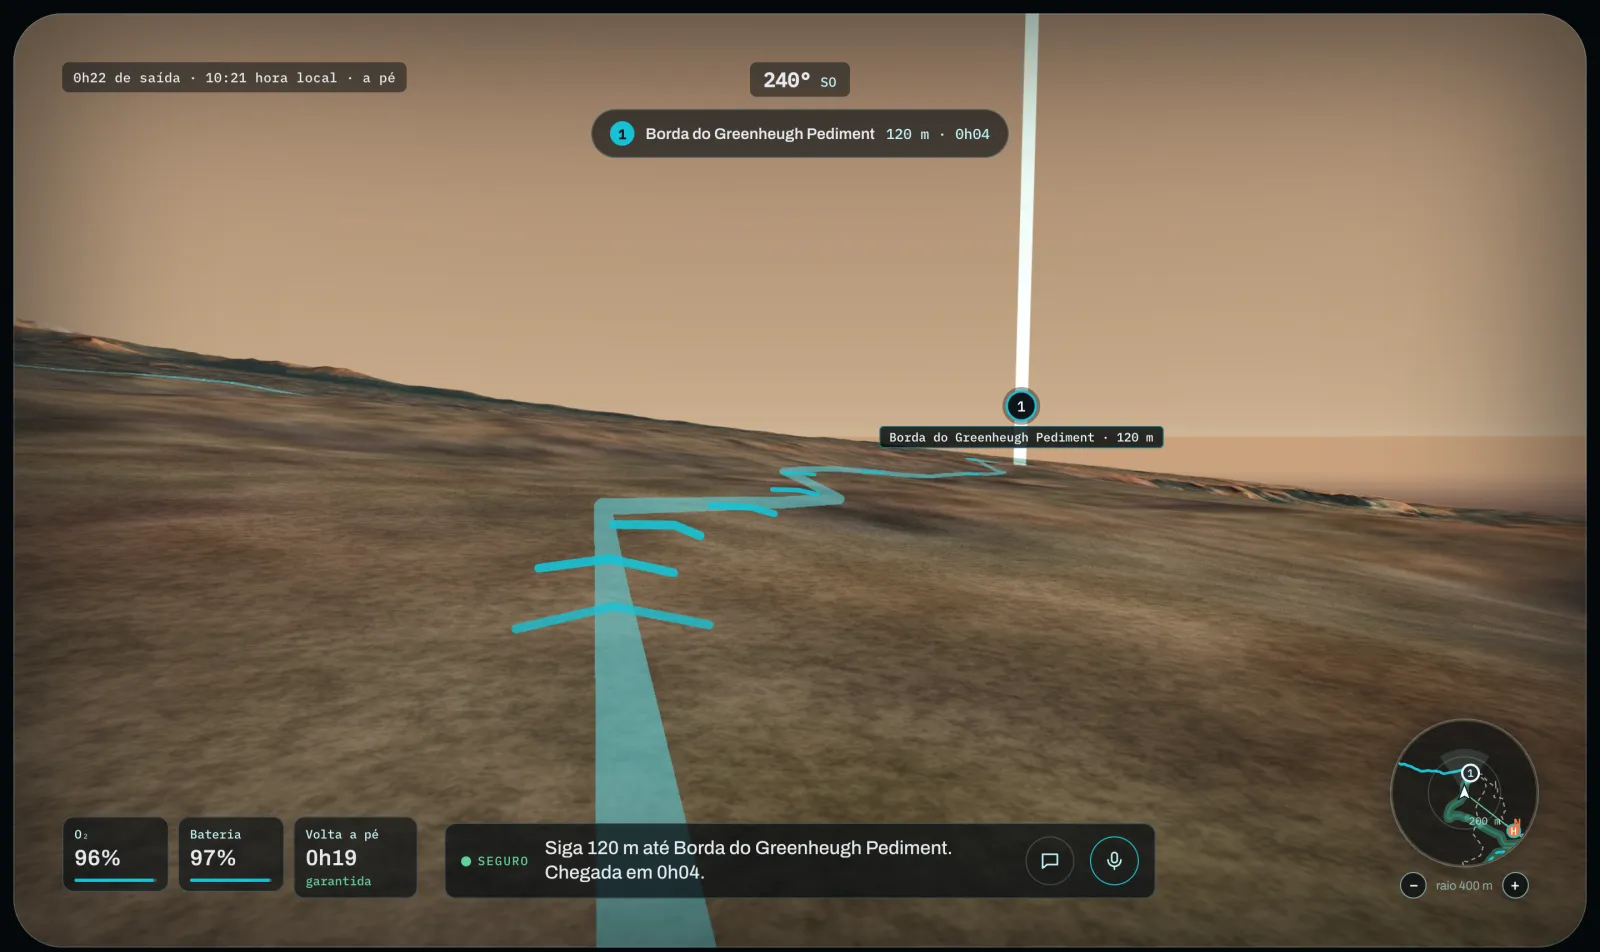 0h22 de saída · 10:21 hora local · a pé
240° SO
1 Borda do Greenheugh Pediment 120 m · 0h04
1
Borda do Greenheugh Pediment · 120 m
O₂
96%
Bateria
97%
Volta a pé
0h19
garantida
SEGURO
Siga 120 m até Borda do Greenheugh Pediment.
Chegada em 0h04.
1
200 m
N
H
− raio 400 m +